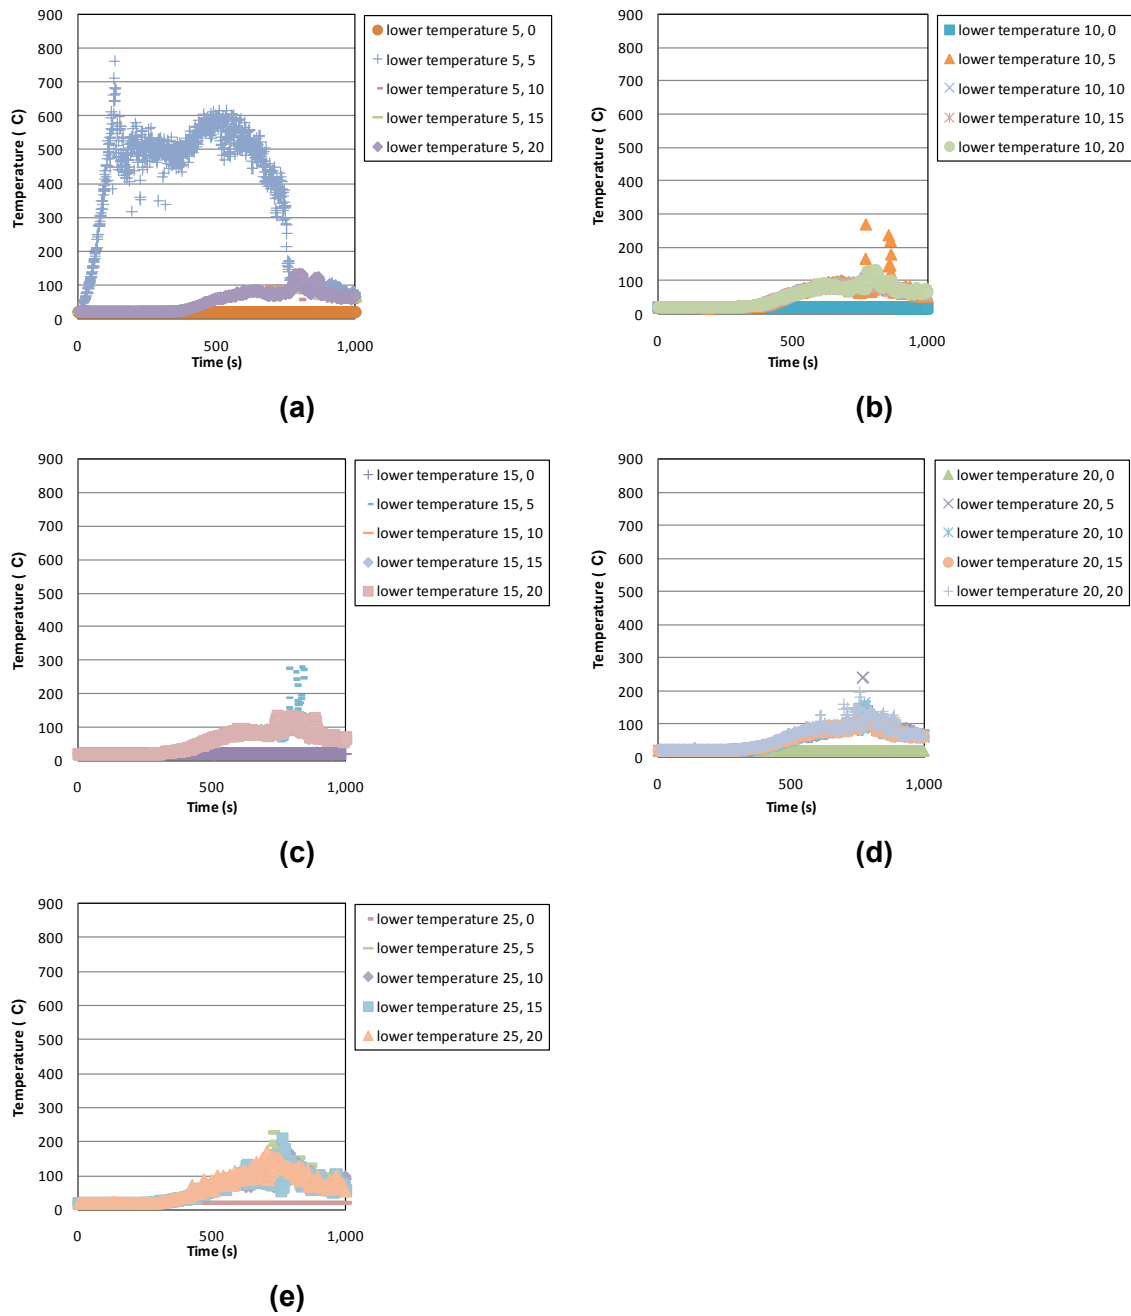 900
800
700
600
500
400
300
200
100
0
Temperature ( C)
0
500
1,000
Time (s)
lower temperature 5, 0
lower temperature 5, 5
lower temperature 5, 10
lower temperature 5, 15
lower temperature 5, 20
(a)
900
800
700
600
500
400
300
200
100
0
Temperature ( C)
0
500
1,000
Time (s)
lower temperature 10, 0
lower temperature 10, 5
lower temperature 10, 10
lower temperature 10, 15
lower temperature 10, 20
(b)
900
800
700
600
500
400
300
200
100
0
Temperature ( C)
0
500
1,000
Time (s)
lower temperature 15, 0
lower temperature 15, 5
lower temperature 15, 10
lower temperature 15, 15
lower temperature 15, 20
(c)
900
800
700
600
500
400
300
200
100
0
Temperature ( C)
0
500
1,000
Time (s)
lower temperature 20, 0
lower temperature 20, 5
lower temperature 20, 10
lower temperature 20, 15
lower temperature 20, 20
(d)
900
800
700
600
500
400
300
200
100
0
Temperature ( C)
0
500
1,000
Time (s)
lower temperature 25, 0
lower temperature 25, 5
lower temperature 25, 10
lower temperature 25, 15
lower temperature 25, 20
(e)